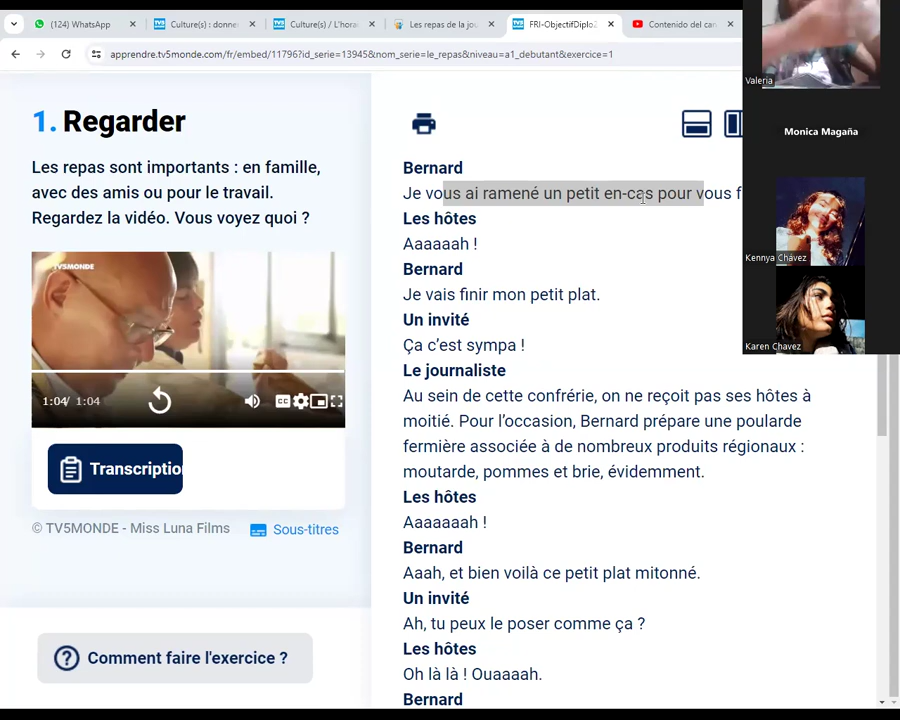 (124) WhatsApp
Culture(s) : donne
Culture(s) / L'hora
Les repas de la jou
FRI-ObjectifDiplo
Contenido del car
apprendre.tv5monde.com/fr/embed/11796?id_serie=13945&nom_serie=le_repas&niveau=a1_debutant&exercice=1
Valeria
Monica Magaña
Kennya Chávez
Karen Chavez
1. Regarder
Les repas sont importants : en famille,
avec des amis ou pour le travail.
Regardez la vidéo. Vous voyez quoi ?
TV5MONDE
1:04/ 1:04
CC
Transcriptio
© TV5MONDE - Miss Luna Films
Sous-titres
Comment faire l'exercice ?
Bernard
Je vous ai ramené un petit en-cas pour vous f
Les hôtes
Aaaaaah !
Bernard
Je vais finir mon petit plat.
Un invité
Ça c'est sympa !
Le journaliste
Au sein de cette confrérie, on ne reçoit pas ses hôtes à
moitié. Pour l'occasion, Bernard prépare une poularde
fermière associée à de nombreux produits régionaux :
moutarde, pommes et brie, évidemment.
Les hôtes
Aaaaaaah !
Bernard
Aaah, et bien voilà ce petit plat mitonné.
Un invité
Ah, tu peux le poser comme ça ?
Les hôtes
Oh là là ! Ouaaaah.
Bernard